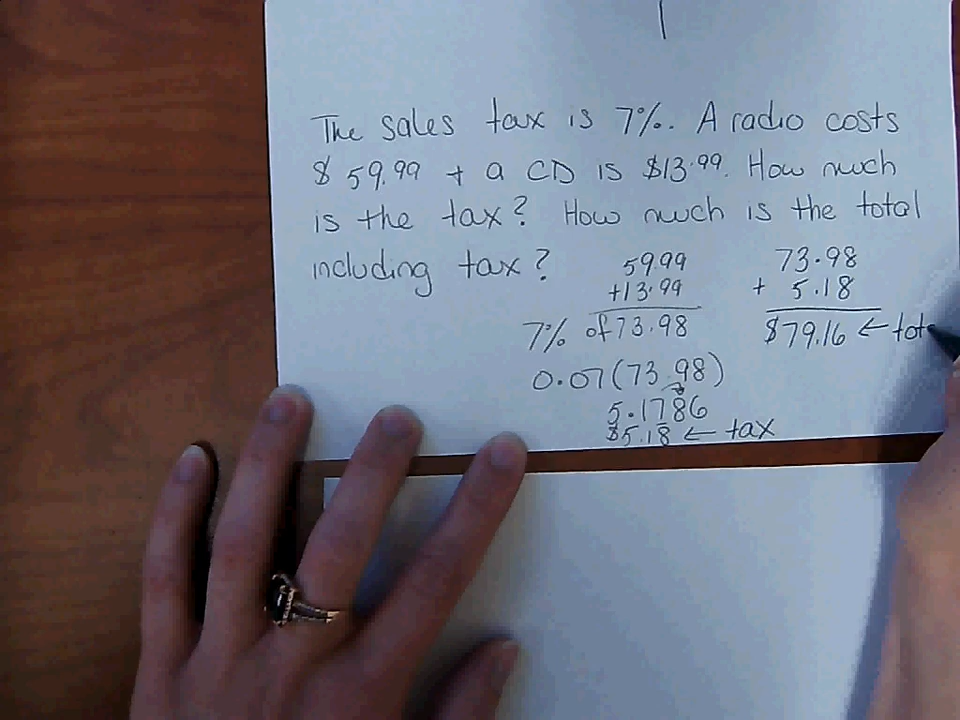 The sales tax is 7%. A radio costs
$59.99 + a CD is $13.99. How much
is the tax? How much is the total
including tax?
59.99
+13.99
7% of 73.98
0.07(73.98)
5.1786
$5.18 ← tax
73.98
+ 5.18
$79.16 ← tot